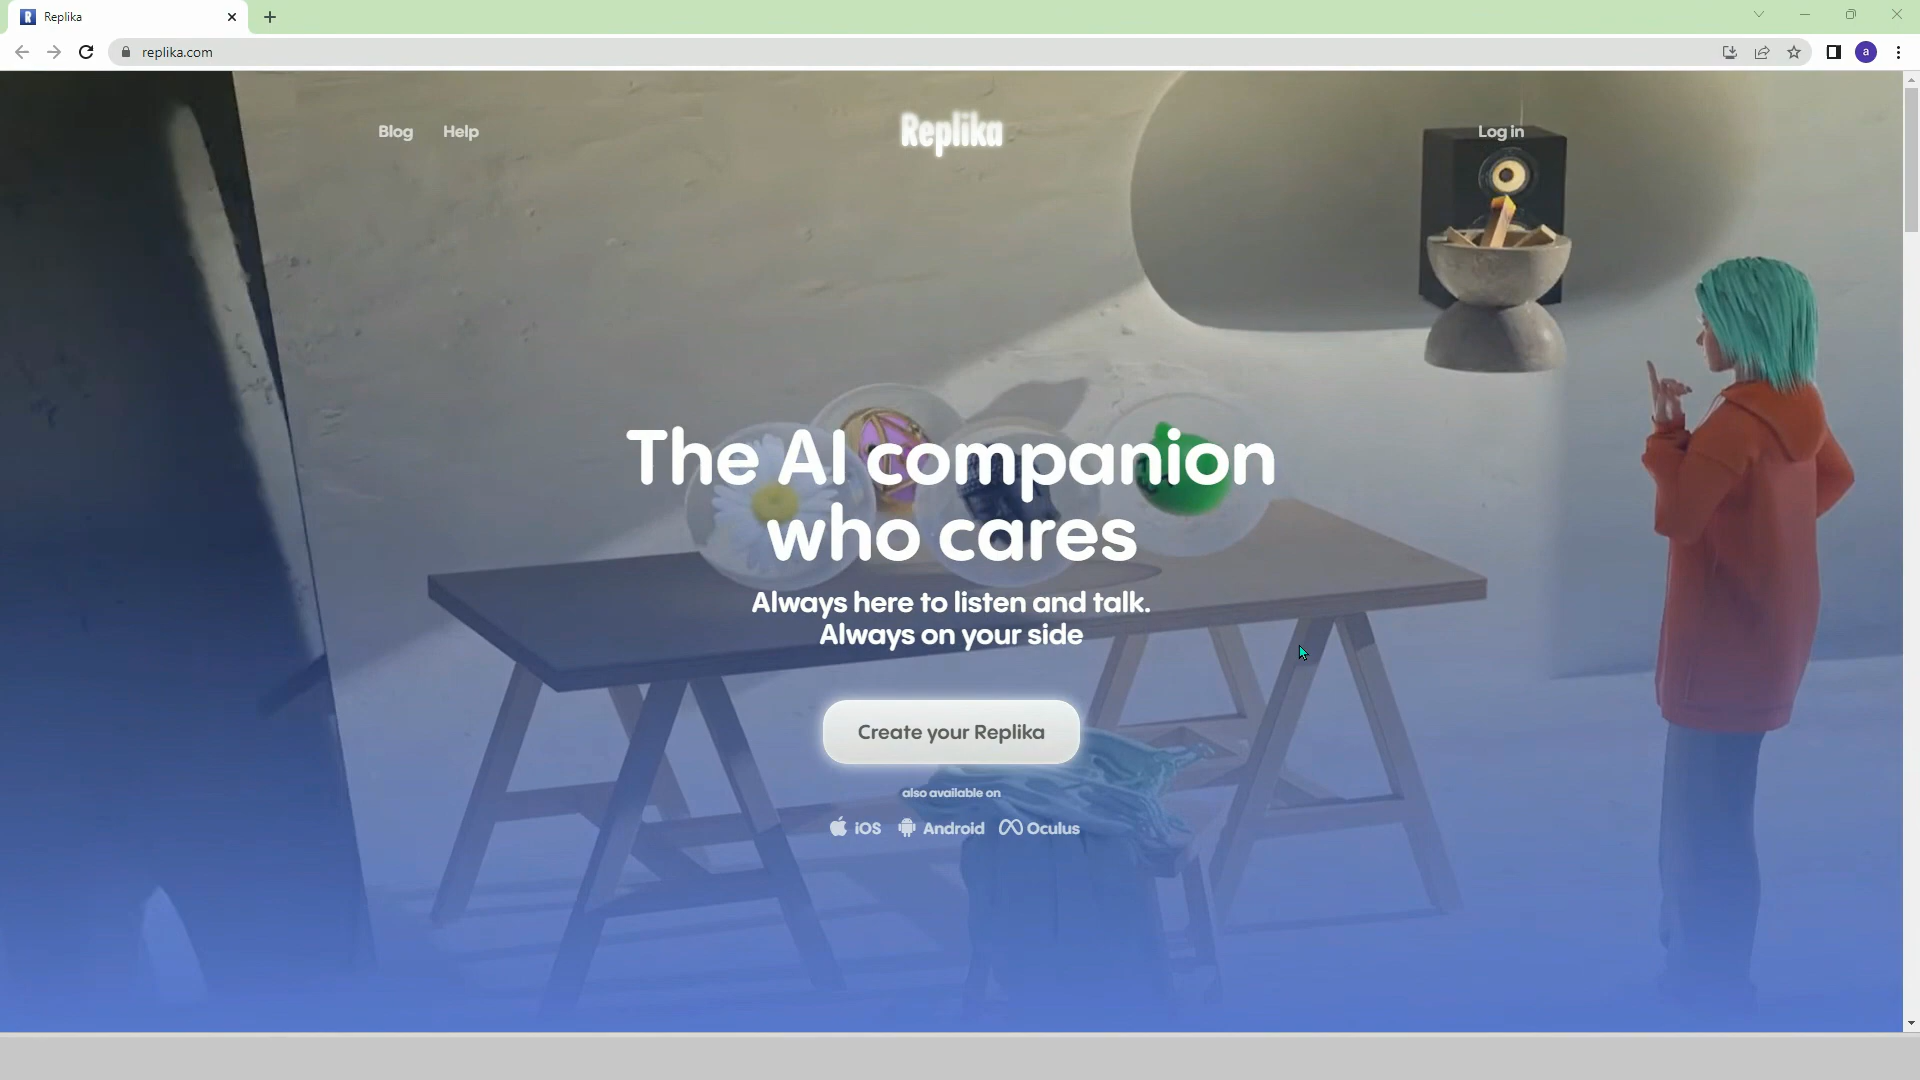 Replika
replika.com
a
Blog
Help
Replika
Log in
The AI companion
who cares
Always here to listen and talk.
Always on your side
Create your Replika
also available on
iOS
Android
Oculus